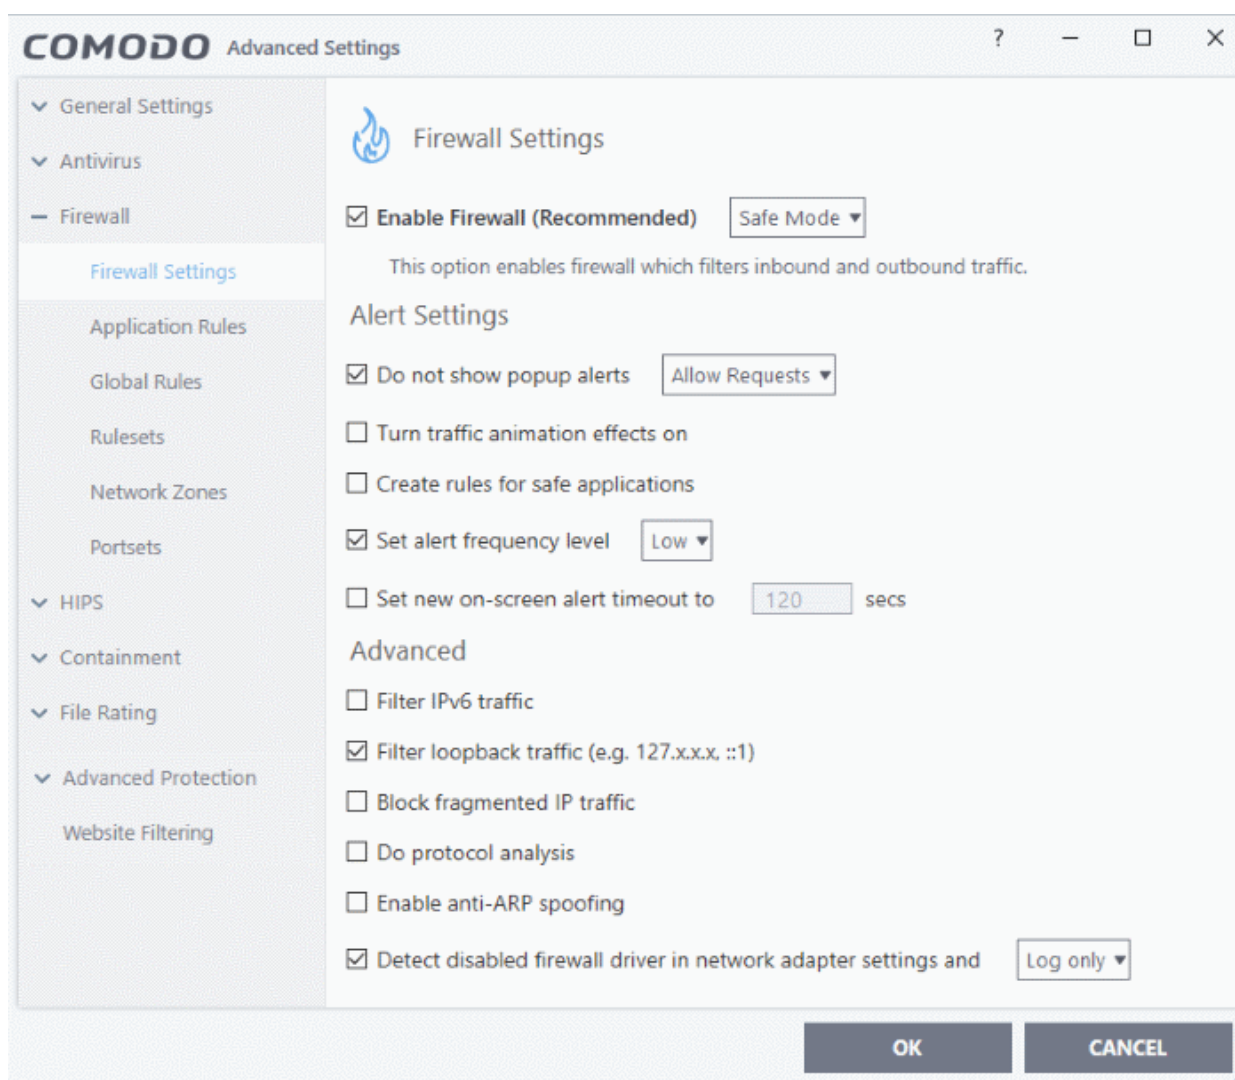 COMODO Advanced Settings ?
General Settings
Antivirus
Firewall
Firewall Settings
Application Rules
Global Rules
Rulesets
Network Zones
Portsets
HIPS
Containment
File Rating
Advanced Protection
Website Filtering
Firewall Settings
Enable Firewall (Recommended) Safe Mode
This option enables firewall which filters inbound and outbound traffic.
Alert Settings
Do not show popup alerts Allow Requests
Turn traffic animation effects on
Create rules for safe applications
Set alert frequency level Low
Set new on-screen alert timeout to 120 secs
Advanced
Filter IPv6 traffic
Filter loopback traffic (e.g. 127.x.x.x, ::1)
Block fragmented IP traffic
Do protocol analysis
Enable anti-ARP spoofing
Detect disabled firewall driver in network adapter settings and Log only
OK CANCEL